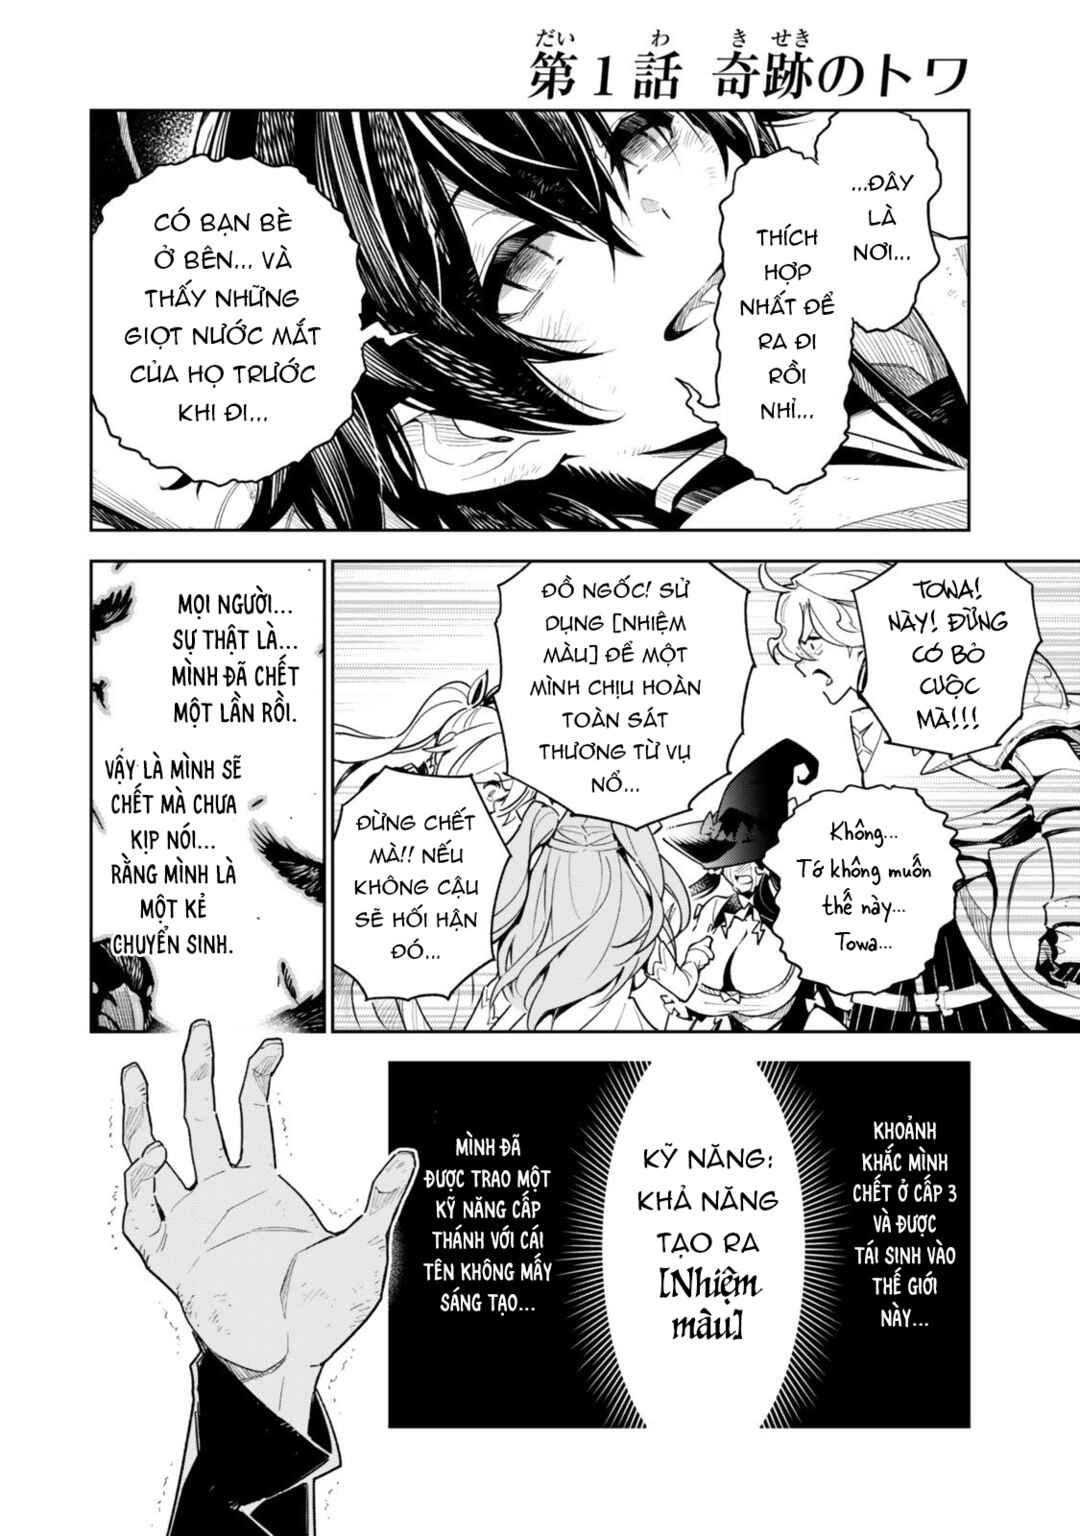 だい わ き せき
第1話 奇跡のトワ
...ĐÂY
LÀ
NƠI...
THÍCH
HỢP
NHẤT ĐỂ
RA ĐI
RỒI
NHỈ...
CÓ BẠN BÈ
Ở BÊN... VÀ
THẤY NHỮNG
GIỌT NƯỚC MẮT
CỦA HỌ TRƯỚC
KHI ĐI...
TOWA!
NÀY! ĐỪNG
CÓ BỎ
CUỘC
MÀ!!!
ĐỒ NGỐC! SỬ
DỤNG [NHIỆM
MÀU] ĐỂ MỘT
MÌNH CHỊU HOÀN
TOÀN SÁT
THƯƠNG TỪ VỤ
NỔ...
Không...
Tớ không muốn
thế này...
Towa...
ĐỪNG CHẾT
MÀ!! NẾU
KHÔNG CẬU
SẼ HỐI HẬN
ĐÓ...
MỌI NGƯỜI...
SỰ THẬT LÀ...
MÌNH ĐÃ CHẾT
MỘT LẦN RỒI.
VẬY LÀ MÌNH SẼ
CHẾT MÀ CHƯA
KỊP NÓI...
RẰNG MÌNH LÀ
MỘT KẺ
CHUYỂN SINH.
KHOẢNH
KHẮC MÌNH
CHẾT Ở CẤP 3
VÀ ĐƯỢC
TÁI SINH VÀO
THẾ GIỚI
NÀY...
KỸ NĂNG:
KHẢ NĂNG
TẠO RA
[Nhiệm
màu]
MÌNH ĐÃ
ĐƯỢC TRAO MỘT
KỸ NĂNG CẤP
THÁNH VỚI CÁI
TÊN KHÔNG MẤY
SÁNG TẠO...